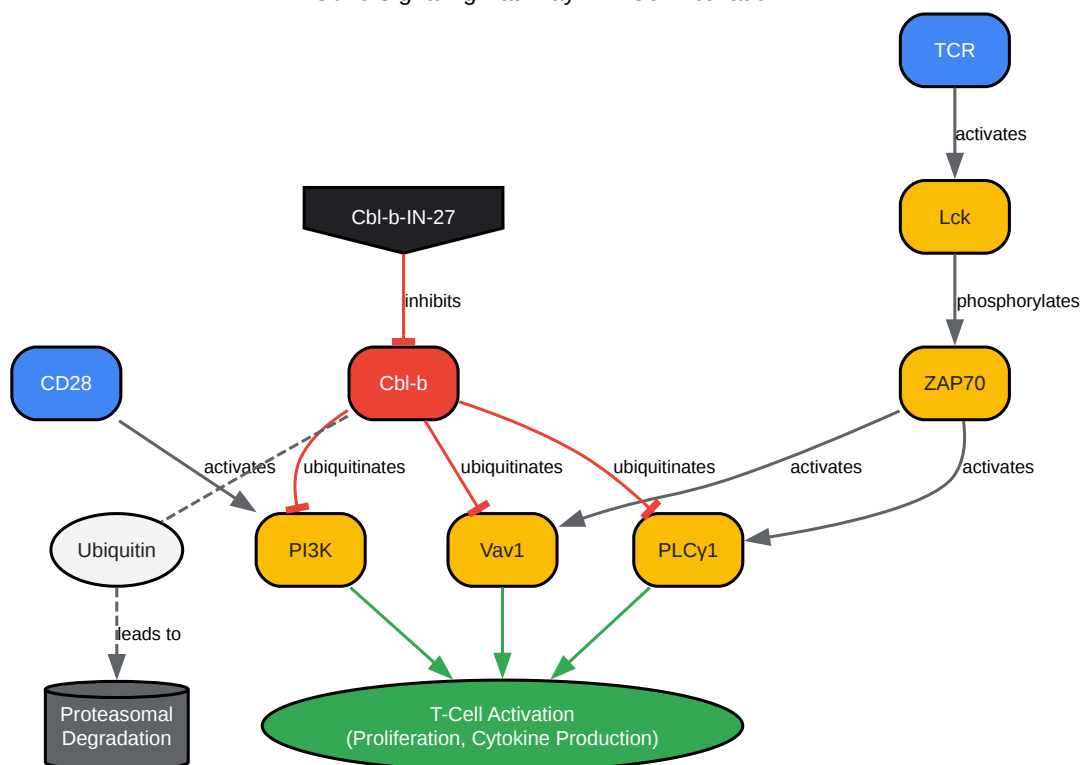 TCR
activates
Cbl-b-IN-27
Lck
inhibits
phosphorylates
CD28
Cbl-b
ZAP70
activates
ubiquitinates
ubiquitinates
ubiquitinates
activates
activates
Ubiquitin
PI3K
Vav1
PLCγ1
leads to
Proteasomal
Degradation
T-Cell Activation
(Proliferation, Cytokine Production)